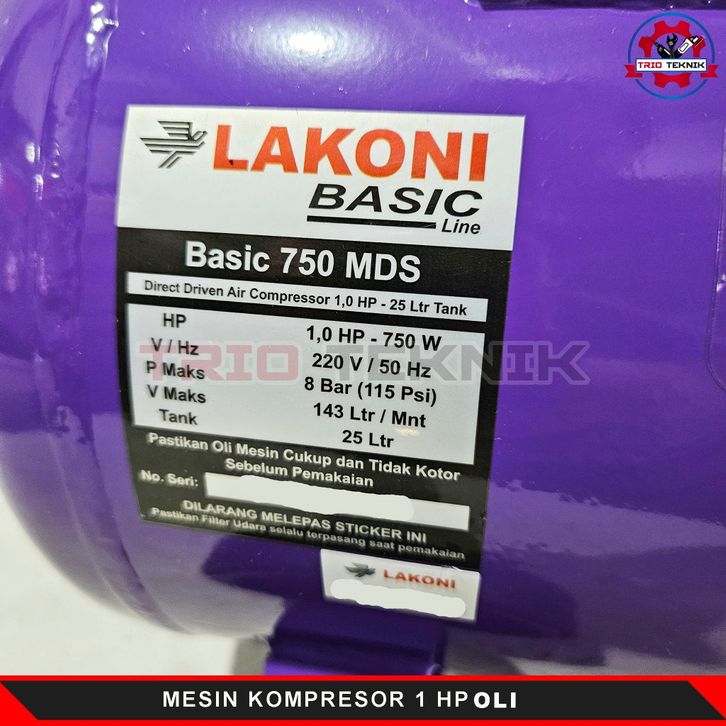 TRIO TEKNIK
LAKONI
BASIC
Line
Basic 750 MDS
Direct Driven Air Compressor 1,0 HP - 25 Ltr Tank
HP 1,0 HP - 750 W
V / Hz 220 V / 50 Hz
P Maks 8 Bar (115 Psi)
V Maks 143 Ltr / Mnt
Tank 25 Ltr
TRIO TEKNIK
Pastikan Oli Mesin Cukup dan Tidak Kotor
Sebelum Pemakaian
No. Seri:
DILARANG MELEPAS STICKER INI
Pastikan Filter Udara selalu terpasang saat pemakaian
LAKONI
MESIN KOMPRESOR 1 HP OLI